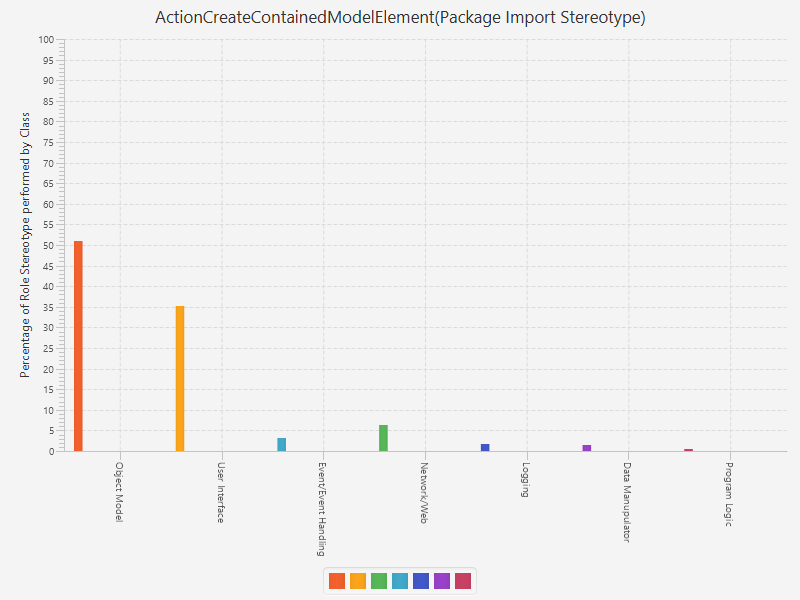 ActionCreateContainedModelElement(Package Import Stereotype)
Percentage of Role Stereotype performed by Class
100
95
90
85
80
75
70
65
60
55
50
45
40
35
30
25
20
15
10
5
0
Object Model
User Interface
Event/Event Handling
Network/Web
Logging
Data Manupulator
Program Logic